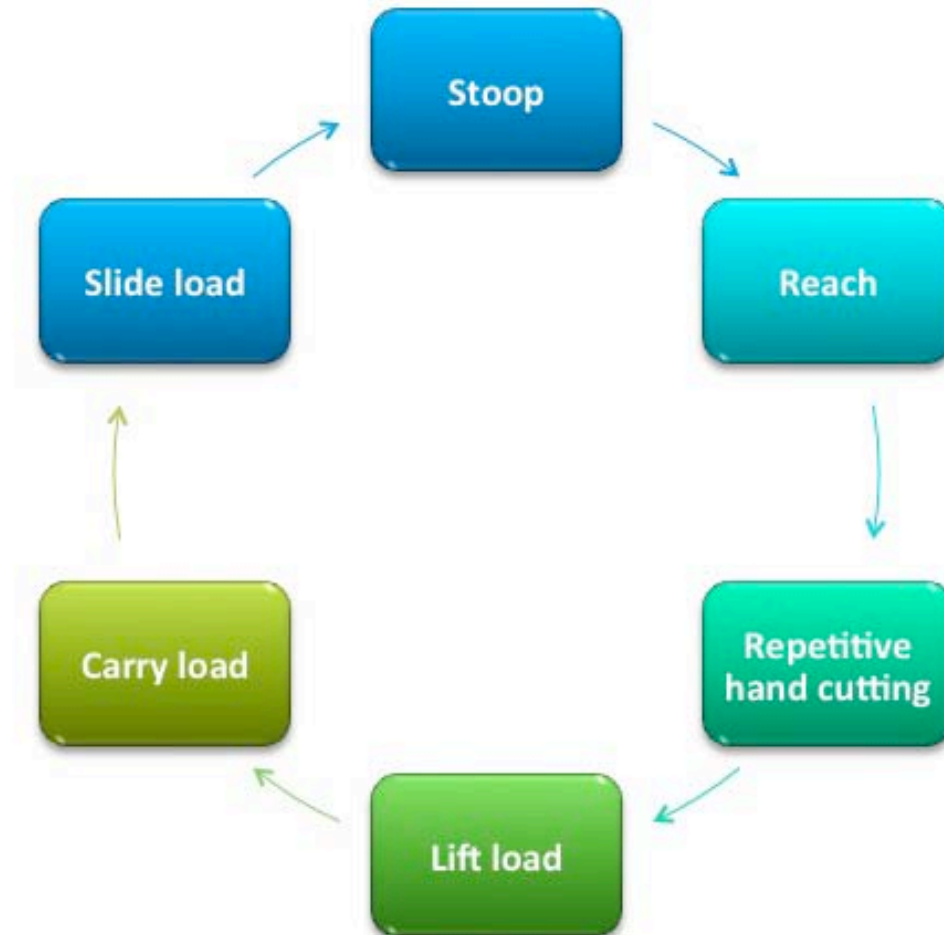 Stoop
Reach
Repetitive
hand cutting
Lift load
Carry load
Slide load